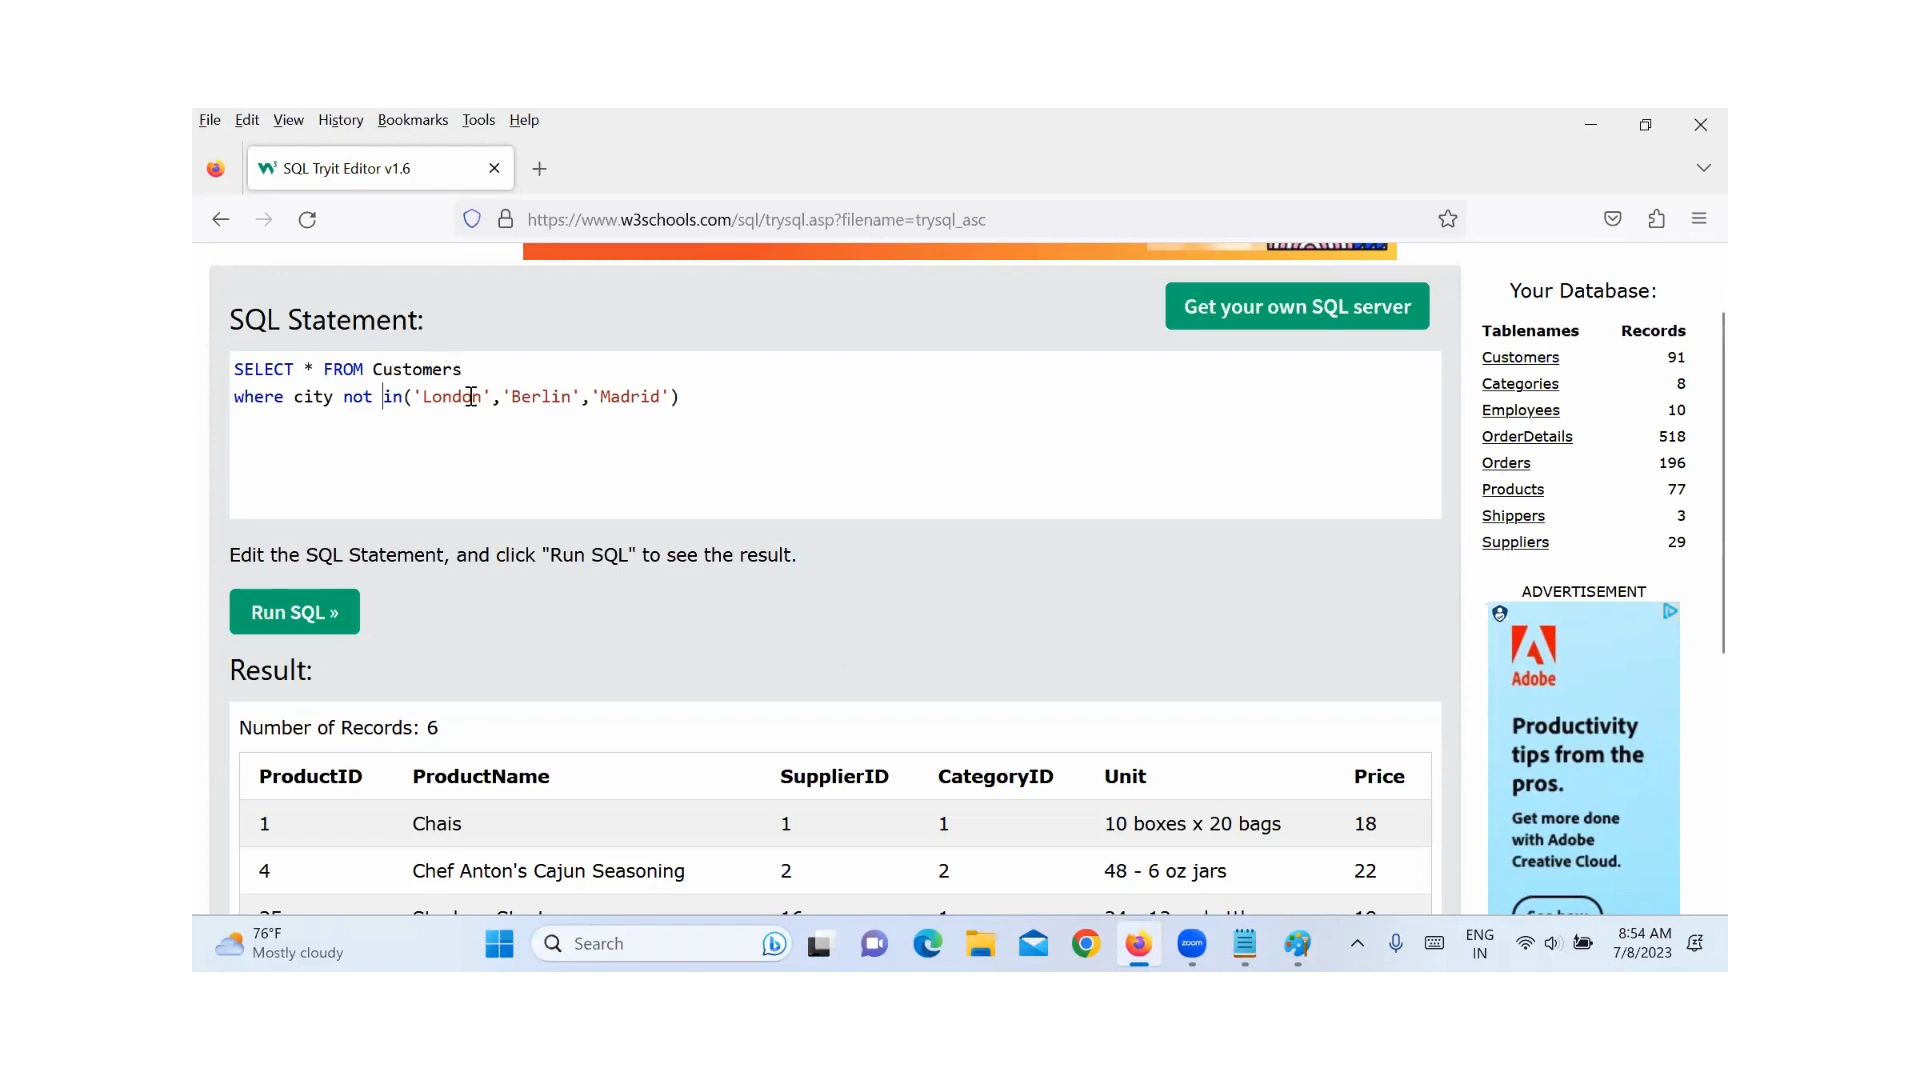 File Edit View History Bookmarks Tools Help
SQL Tryit Editor v1.6
https://www.w3schools.com/sql/trysql.asp?filename=trysql_asc
SQL Statement:
Get your own SQL server
SELECT * FROM Customers
where city not in('London','Berlin','Madrid')
Edit the SQL Statement, and click "Run SQL" to see the result.
Run SQL »
Result:
Number of Records: 6
ProductID ProductName SupplierID CategoryID Unit Price
1 Chais 1 1 10 boxes x 20 bags 18
4 Chef Anton's Cajun Seasoning 2 2 48 - 6 oz jars 22
Your Database:
Tablenames Records
Customers 91
Categories 8
Employees 10
OrderDetails 518
Orders 196
Products 77
Shippers 3
Suppliers 29
ADVERTISEMENT
Adobe
Productivity
tips from the
pros.
Get more done
with Adobe
Creative Cloud.
76°F
Mostly cloudy
Search
zoom
ENG
IN
8:54 AM
7/8/2023